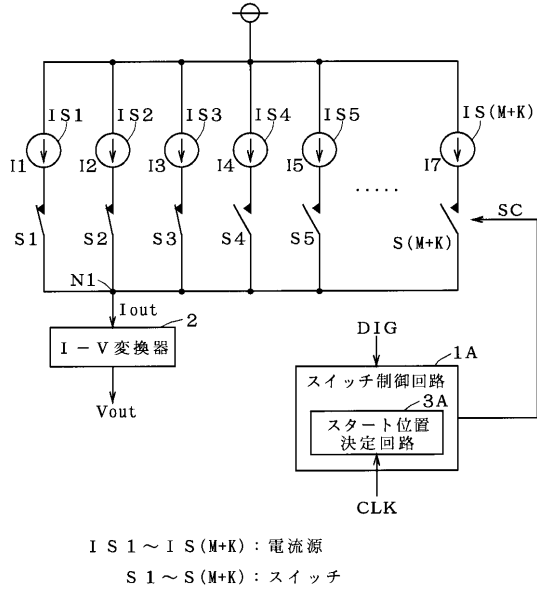 IS1 IS2 IS3 IS4 IS5 IS(M+K)
I1 I2 I3 I4 I5 I7
.....
SC
S1 S2 S3 S4 S5 S(M+K)
N1
Iout
2
I-V変換器
Vout
DIG
1A
スイッチ制御回路
3A
スタート位置
決定回路
CLK
IS1～IS(M+K):電流源
S1～S(M+K):スイッチ